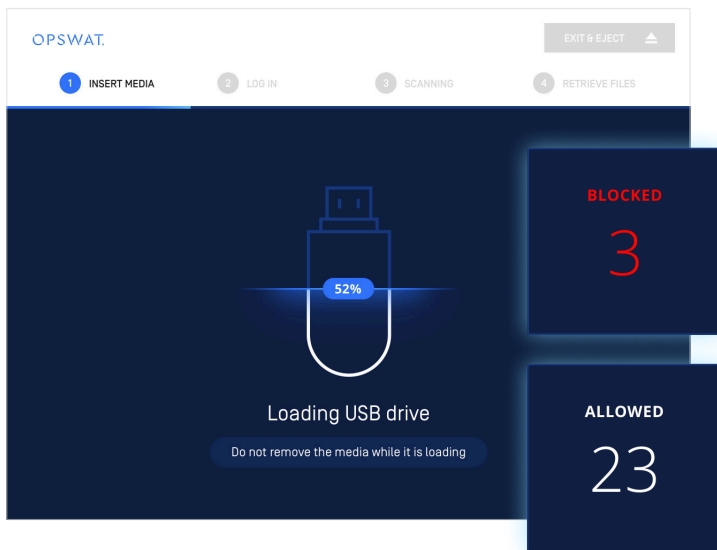 OPSWAT.
EXIT & EJECT
1 INSERT MEDIA
2 LOG IN
3 SCANNING
4 RETRIEVE FILES
BLOCKED
3
52%
Loading USB drive
Do not remove the media while it is loading
ALLOWED
23